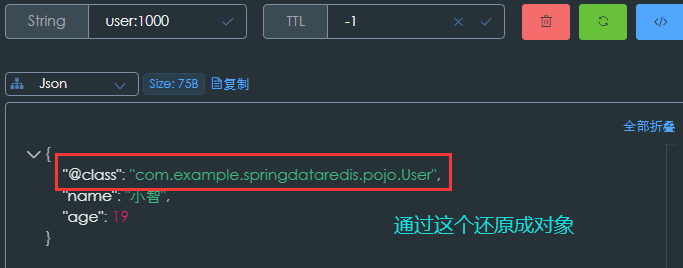 String user:1000 TTL -1
Json Size: 75B 复制
全部折叠
{
"@class": "com.example.springdataredis.pojo.User",
"name": "小智",
"age": 19
}
通过这个还原成对象